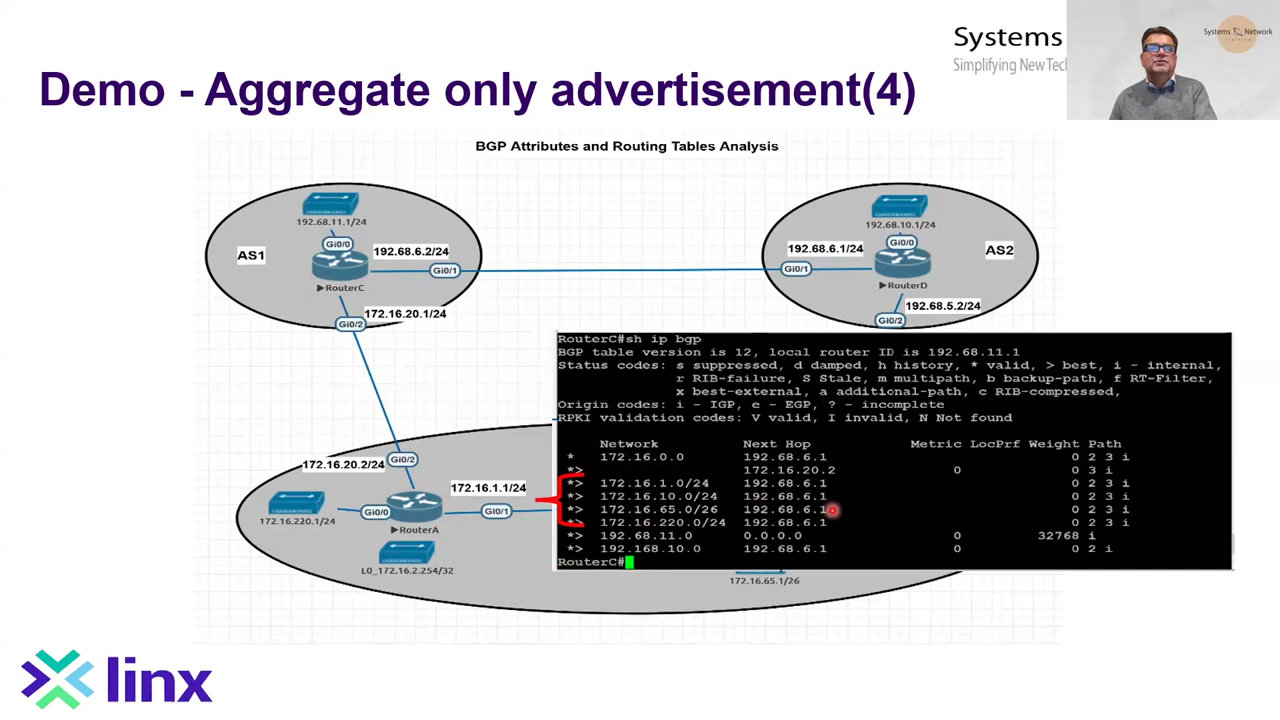 Systems
Simplifying New Tech
Systems Network
Training
Demo - Aggregate only advertisement(4)
BGP Attributes and Routing Tables Analysis
192.68.11.1/24
Gi0/0
AS1
192.68.6.2/24
Gi0/1
RouterC
172.16.20.1/24
Gi0/2
192.68.10.1/24
Gi0/0
192.68.6.1/24
AS2
Gi0/1
RouterD
192.68.5.2/24
Gi0/2
172.16.20.2/24
Gi0/2
172.16.1.1/24
172.16.220.1/24
Gi0/0
Gi0/1
RouterA
L0_172.16.2.254/32
172.16.65.1/26
RouterC#sh ip bgp
BGP table version is 12, local router ID is 192.68.11.1
Status codes: s suppressed, d damped, h history, * valid, > best, i - internal,
r RIB-failure, S Stale, m multipath, b backup-path, f RT-Filter,
x best-external, a additional-path, c RIB-compressed,
Origin codes: i - IGP, e - EGP, ? - incomplete
RPKI validation codes: V valid, I invalid, N Not found
Network Next Hop Metric LocPrf Weight Path
* 172.16.0.0 192.68.6.1 0 2 3 i
*> 172.16.20.2 0 0 3 i
*> 172.16.1.0/24 192.68.6.1 0 2 3 i
*> 172.16.10.0/24 192.68.6.1 0 2 3 i
*> 172.16.65.0/26 192.68.6.1 0 2 3 i
*> 172.16.220.0/24 192.68.6.1 0 2 3 i
*> 192.68.11.0 0.0.0.0 0 32768 i
*> 192.168.10.0 192.68.6.1 0 0 2 i
RouterC#
linx